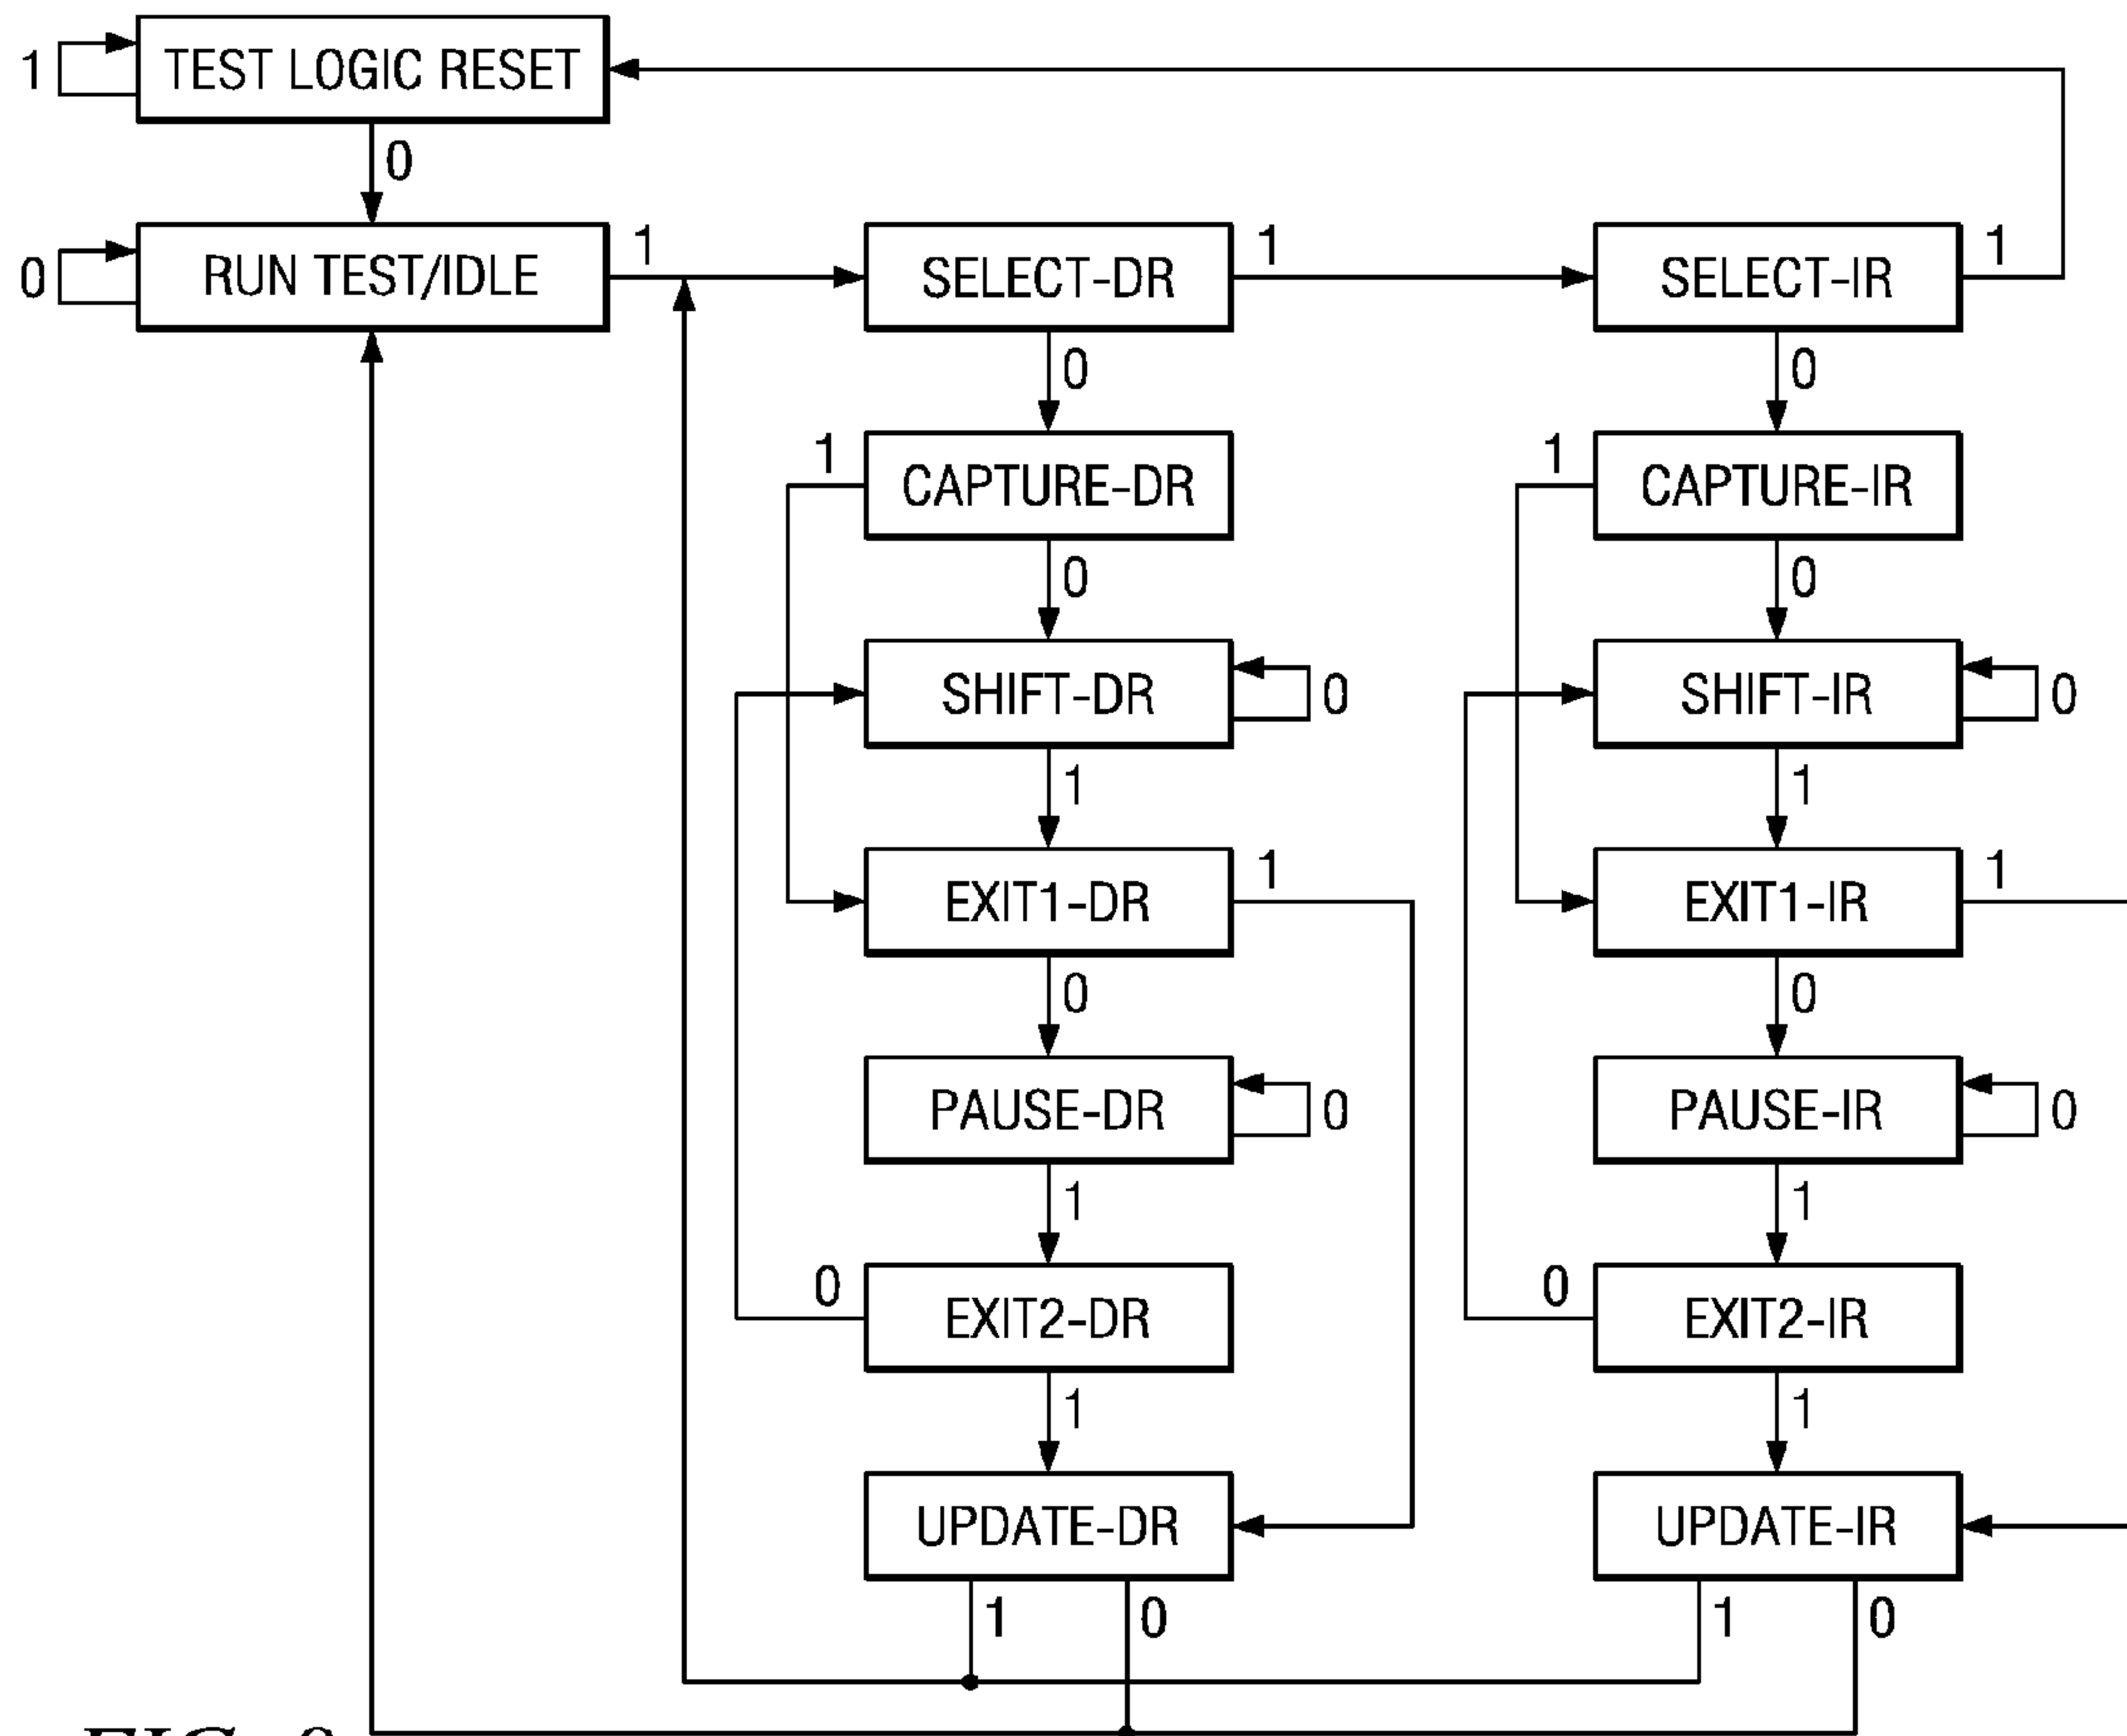 TEST LOGIC RESET
1
0
RUN TEST/IDLE
0
1
SELECT-DR
1
SELECT-IR
1
0
0
1
CAPTURE-DR
1
CAPTURE-IR
0
0
SHIFT-DR
0
SHIFT-IR
0
1
1
EXIT1-DR
1
EXIT1-IR
1
0
0
PAUSE-DR
0
PAUSE-IR
0
1
1
0
EXIT2-DR
0
EXIT2-IR
1
1
UPDATE-DR
UPDATE-IR
1
0
1
0